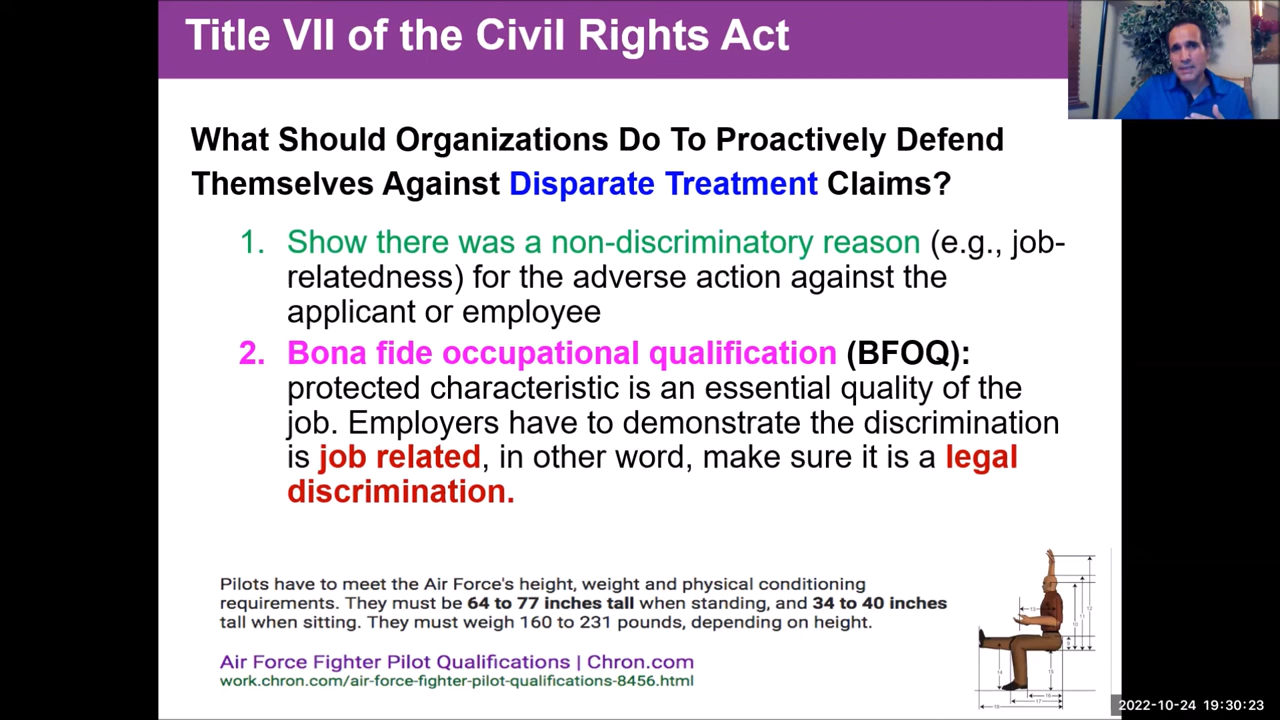 Title VII of the Civil Rights Act
What Should Organizations Do To Proactively Defend
Themselves Against Disparate Treatment Claims?
1. Show there was a non-discriminatory reason (e.g., job-
relatedness) for the adverse action against the
applicant or employee
2. Bona fide occupational qualification (BFOQ):
protected characteristic is an essential quality of the
job. Employers have to demonstrate the discrimination
is job related, in other word, make sure it is a legal
discrimination.
Pilots have to meet the Air Force's height, weight and physical conditioning
requirements. They must be 64 to 77 inches tall when standing, and 34 to 40 inches
tall when sitting. They must weigh 160 to 231 pounds, depending on height.
Air Force Fighter Pilot Qualifications | Chron.com
work.chron.com/air-force-fighter-pilot-qualifications-8456.html
2022-10-24 19:30:23